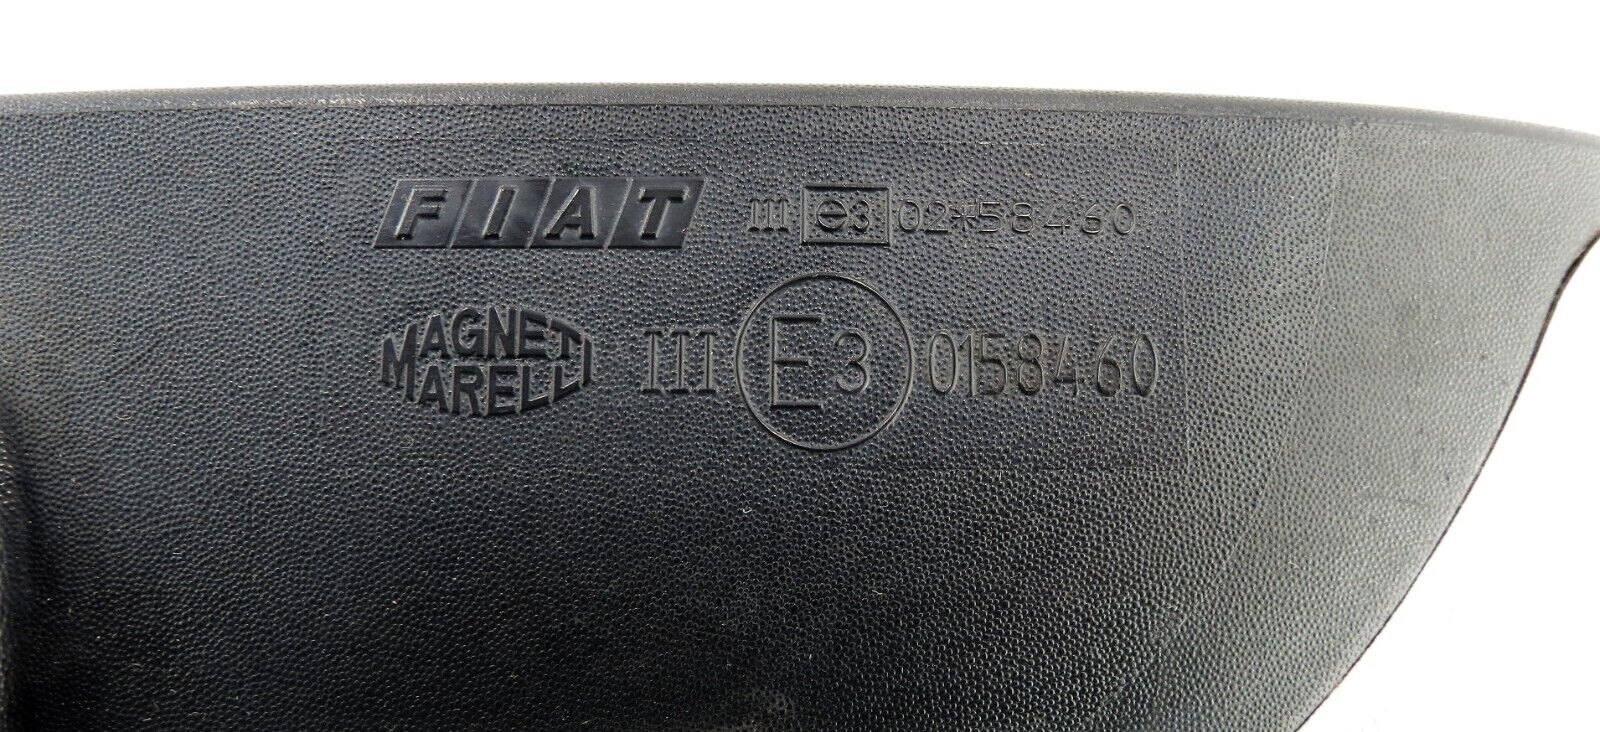 FIAT III e3 02*58460
MAGNETI MARELLI III E3 0158460